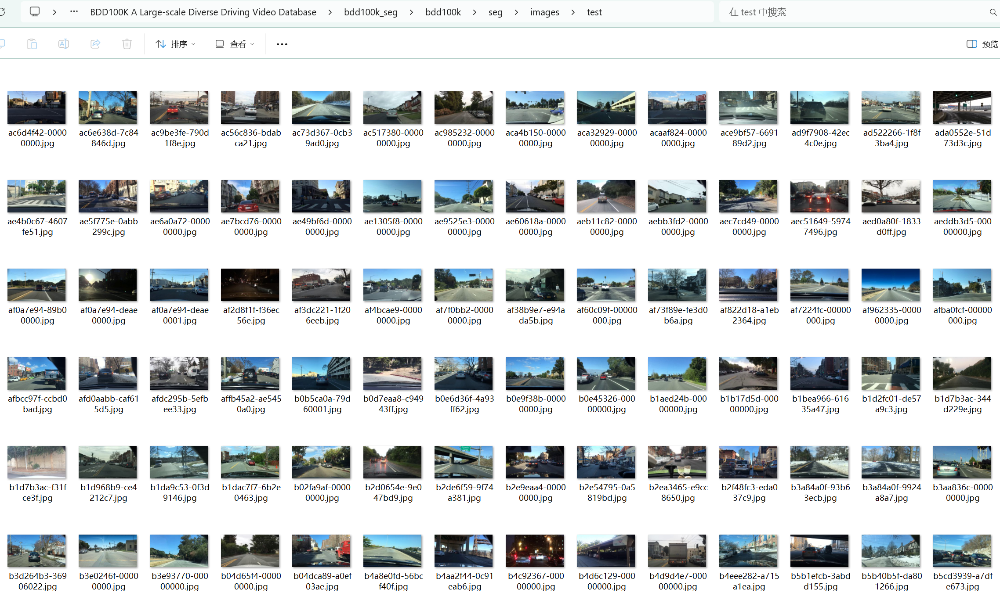 BDD100K A Large-scale Diverse Driving Video Database > bdd100k_seg > bdd100k > seg > images > test
在 test 中搜索
排序
查看
预览
ac6d4f42-0000 ac6e638d-7c84 ac9be3fe-790d ac56c836-bdab ac73d367-0cb3 ac517380-0000 ac985232-0000 aca4b150-0000 aca32929-0000 acaaf824-0000 ace9bf57-6691 ad9f7908-42ec ad522266-1f8f ada0552e-51d
0000.jpg 846d.jpg 1f8e.jpg ca21.jpg 9ad0.jpg 0000.jpg 0000.jpg 0000.jpg 0000.jpg 0000.jpg 89d2.jpg 4c0e.jpg 3ba4.jpg 73d3c.jpg
ae4b0c67-4607 ae5f775e-0abb ae6a0a72-0000 ae7bcd76-0000 ae49bf6d-0000 ae1305f8-0000 ae9525e3-0000 ae60618a-0000 aeb11c82-0000 aebb3fd2-0000 aec7cd49-0000 aec51649-5974 aed0a80f-1833 aeddb3d5-000
fe51.jpg 299c.jpg 0000.jpg 0000.jpg 0000.jpg 0000.jpg 0000.jpg 0000.jpg 0000.jpg 0000.jpg 0000.jpg 7496.jpg d0ff.jpg 00000.jpg
af0a7e94-89b0 af0a7e94-deae af0a7e94-deae af2d8f1f-f36ec af3dc221-1f20 af4bcae9-0000 af7f0bb2-0000 af38b9e7-e94a af60c09f-00000 af73f89e-fe3d0 af822d18-a1eb af7224fc-00000 af962335-0000 afba0fcf-00000
0000.jpg 0000.jpg 0001.jpg 56e.jpg 6eeb.jpg 0000.jpg 0000.jpg da5b.jpg 000.jpg b6a.jpg 2364.jpg 000.jpg 0000.jpg 000.jpg
afbcc97f-ccbd0 afd0aabb-caf61 afdc295b-5efb affb45a2-ae545 b0b5ca0a-79d b0d7eaa8-c949 b0e6d36f-4a93 b0e9f38b-0000 b0e45326-000 b1aed24b-000 b1b17d5d-000 b1bea966-616 b1d2fc01-de57 b1d7b3ac-344
bad.jpg 5d5.jpg ee33.jpg 0a0.jpg 60001.jpg 43ff.jpg ff62.jpg 0000.jpg 00000.jpg 00000.jpg 00000.jpg 35a47.jpg a9c3.jpg d229e.jpg
b1d7b3ac-f31f b1d968b9-ce4 b1da9c53-0f3d b1dac7f7-6b2e b02fa9af-0000 b2d0654e-9e0 b2de6f59-9f74 b2e9eaa4-0000 b2e54795-0a5 b2ea3465-e9cc b2f48fc3-eda0 b3a84a0f-93b6 b3a84a0f-9924 b3aa836c-0000
ce3f.jpg 212c7.jpg 9146.jpg 0463.jpg 0000.jpg 47bd9.jpg a381.jpg 0000.jpg 819bd.jpg 8650.jpg 37c9.jpg 3ecb.jpg a8a7.jpg 0000.jpg
b3d264b3-369 b3e0246f-0000 b3e93770-000 b04d65f4-0000 b04dca89-a0ef b4a8e0fd-56bc b4aa2f44-0c91 b4c92367-000 b4d6c129-000 b4d9d4e7-000 b4eee282-a715 b5b1efcb-3abd b5b40b5f-da80 b5cd3939-a7df
06022.jpg 0000.jpg 00000.jpg 0000.jpg 03ae.jpg f40f.jpg eab6.jpg 00000.jpg 00000.jpg 00000.jpg a1ea.jpg d155.jpg 1266.jpg e673.jpg